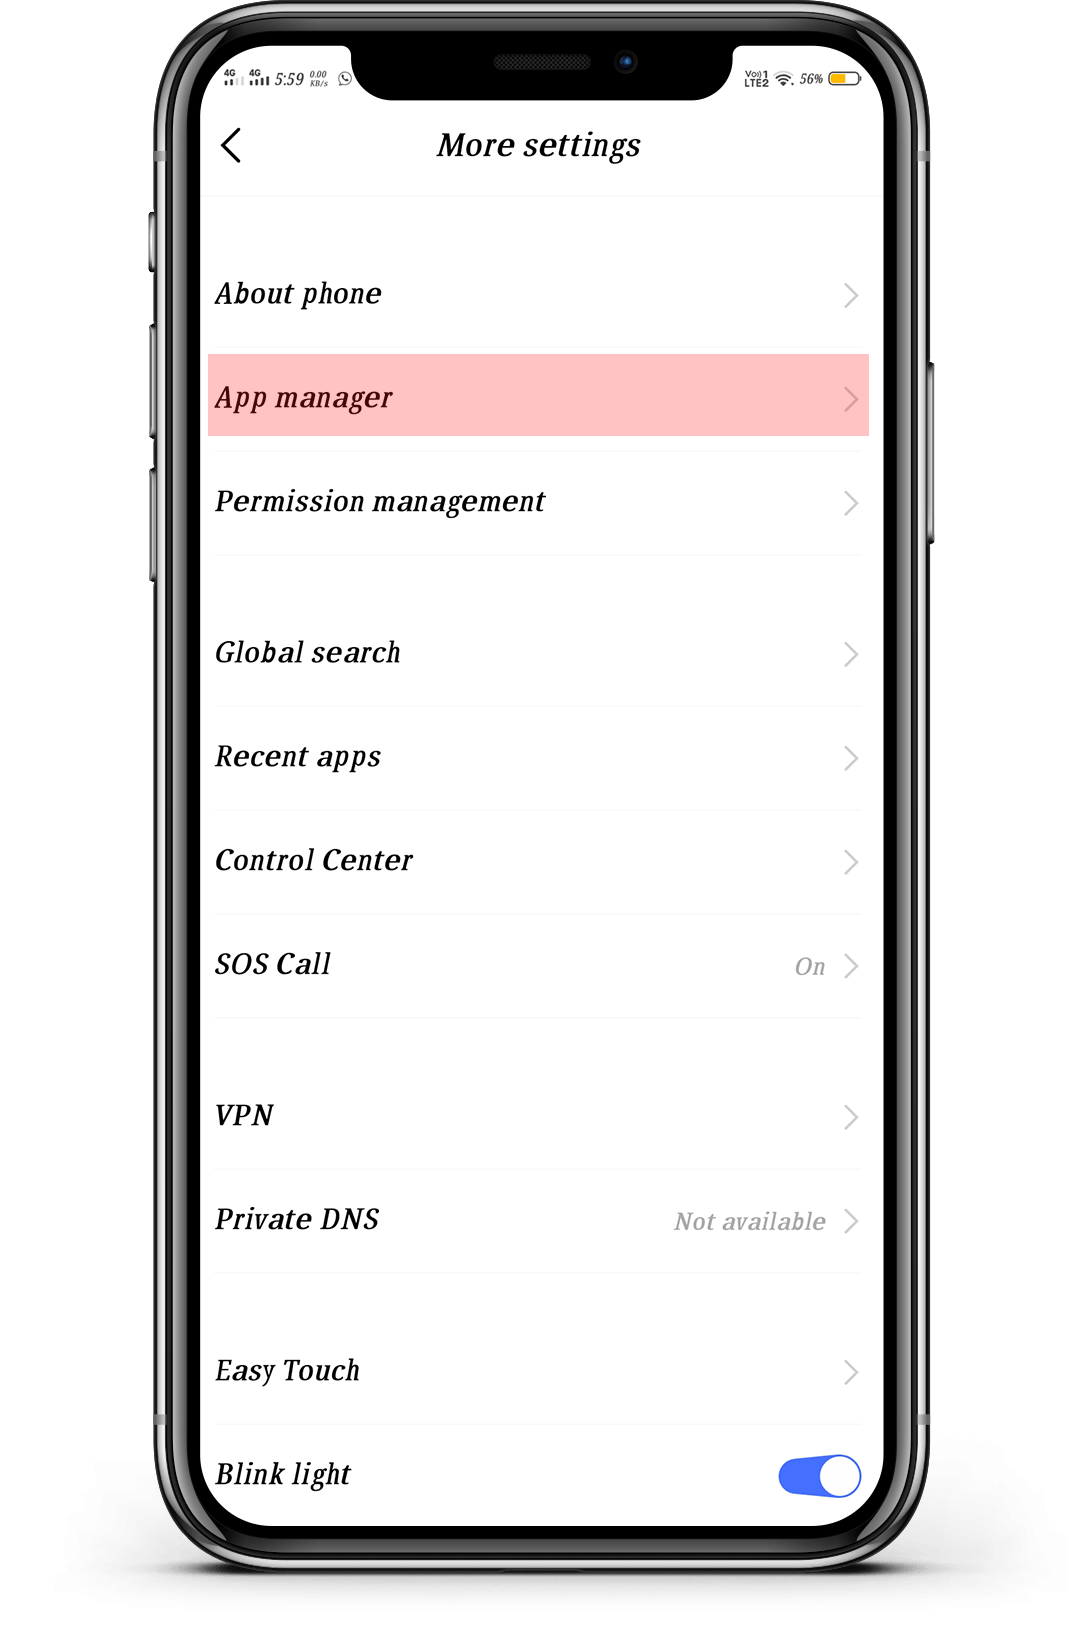 4G 4G 5:59 0.00 KB/s Vo))1 LTE2 56%
More settings
About phone
App manager
Permission management
Global search
Recent apps
Control Center
SOS Call On
VPN
Private DNS Not available
Easy Touch
Blink light